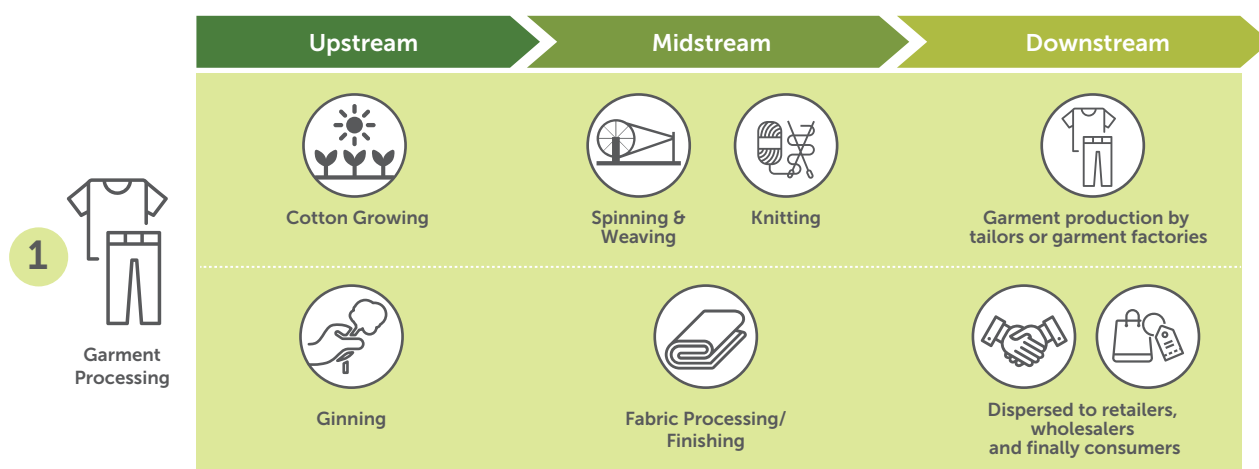 Upstream
Midstream
Downstream
1
Garment
Processing
Cotton Growing
Spinning &
Weaving
Knitting
Garment production by
tailors or garment factories
Ginning
Fabric Processing/
Finishing
Dispersed to retailers,
wholesalers
and finally consumers